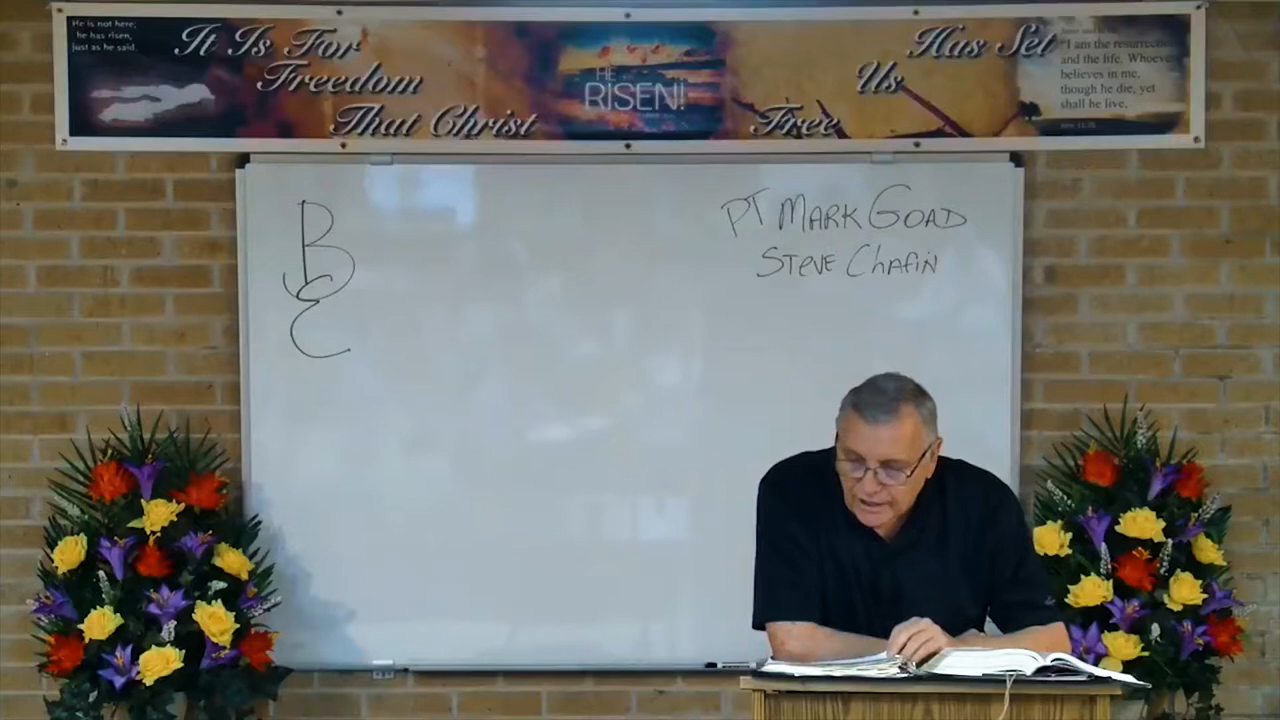 He is not here;
he has risen,
just as he said.
It Is For
Freedom
That Christ
HE
RISEN!
Has Set
Us
Free
"I am the resurrection
and the life. Whoever
believes in me,
though he die, yet
shall he live.
B
C
PT MARK GOAD
STEVE Chafin